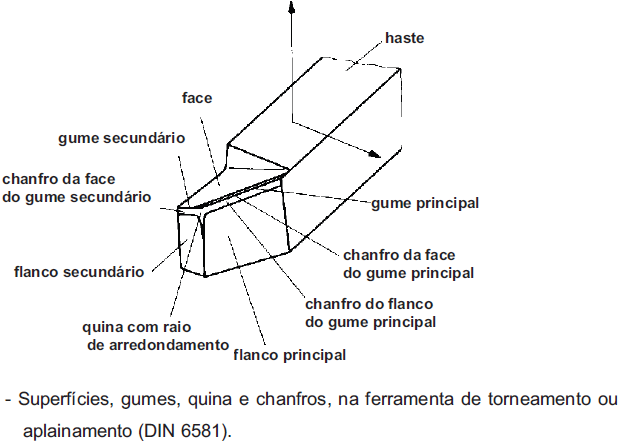 haste
face
gume secundário
chanfro da face
do gume secundário
gume principal
chanfro da face
do gume principal
flanco secundário
chanfro do flanco
do gume principal
quina com raio
de arredondamento
flanco principal
- Superfícies, gumes, quina e chanfros, na ferramenta de torneamento ou
aplainamento (DIN 6581).